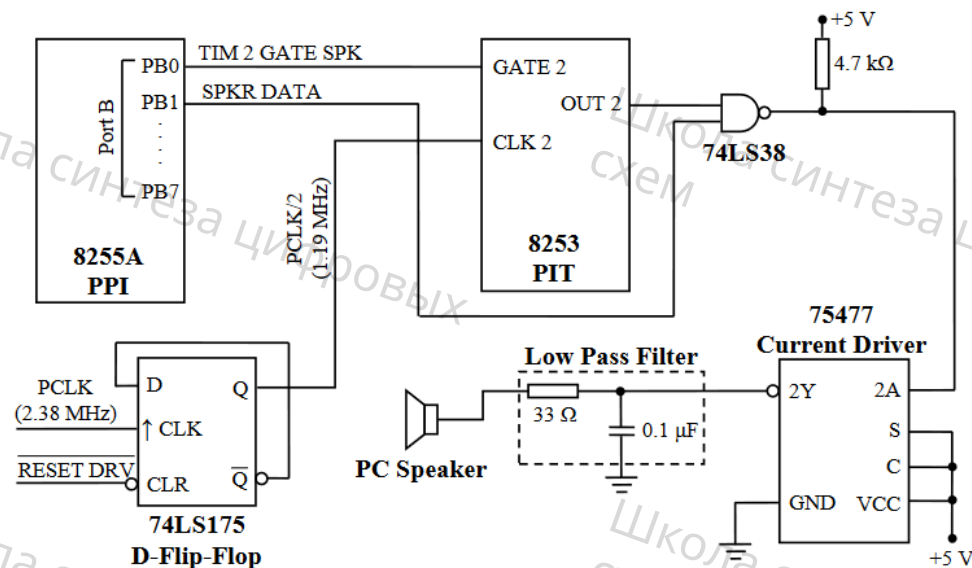 +5 V
4.7 kΩ
PB0
TIM 2 GATE SPK
GATE 2
PB1
SPKR DATA
OUT 2
Port B
CLK 2
74LS38
PB7
PCLK/2
(1.19 MHz)
8255A
PPI
8253
PIT
75477
Current Driver
Low Pass Filter
PCLK
(2.38 MHz)
D
Q
2Y
2A
33 Ω
↑ CLK
0.1 µF
S
PC Speaker
C
RESET DRV
CLR
Q
GND
VCC
74LS175
D-Flip-Flop
+5 V
Школа синтеза
схем
ла синтеза цифровых
Школа